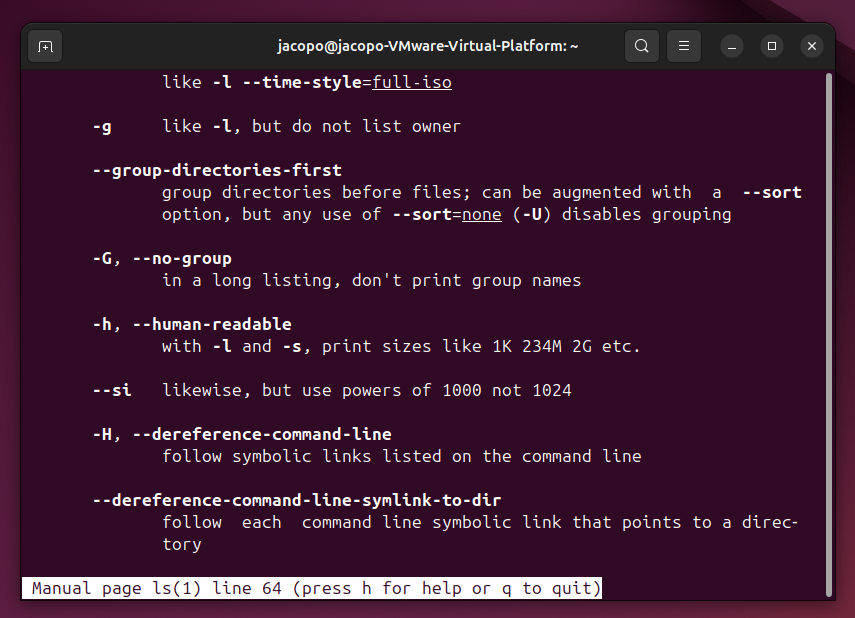 jacopo@jacopo-VMware-Virtual-Platform: ~
like -l --time-style=full-iso
-g     like -l, but do not list owner
--group-directories-first
group directories before files; can be augmented with  a  --sort
option, but any use of --sort=none (-U) disables grouping
-G, --no-group
in a long listing, don't print group names
-h, --human-readable
with -l and -s, print sizes like 1K 234M 2G etc.
--si   likewise, but use powers of 1000 not 1024
-H, --dereference-command-line
follow symbolic links listed on the command line
--dereference-command-line-symlink-to-dir
follow  each  command line symbolic link that points to a direc-
tory
Manual page ls(1) line 64 (press h for help or q to quit)